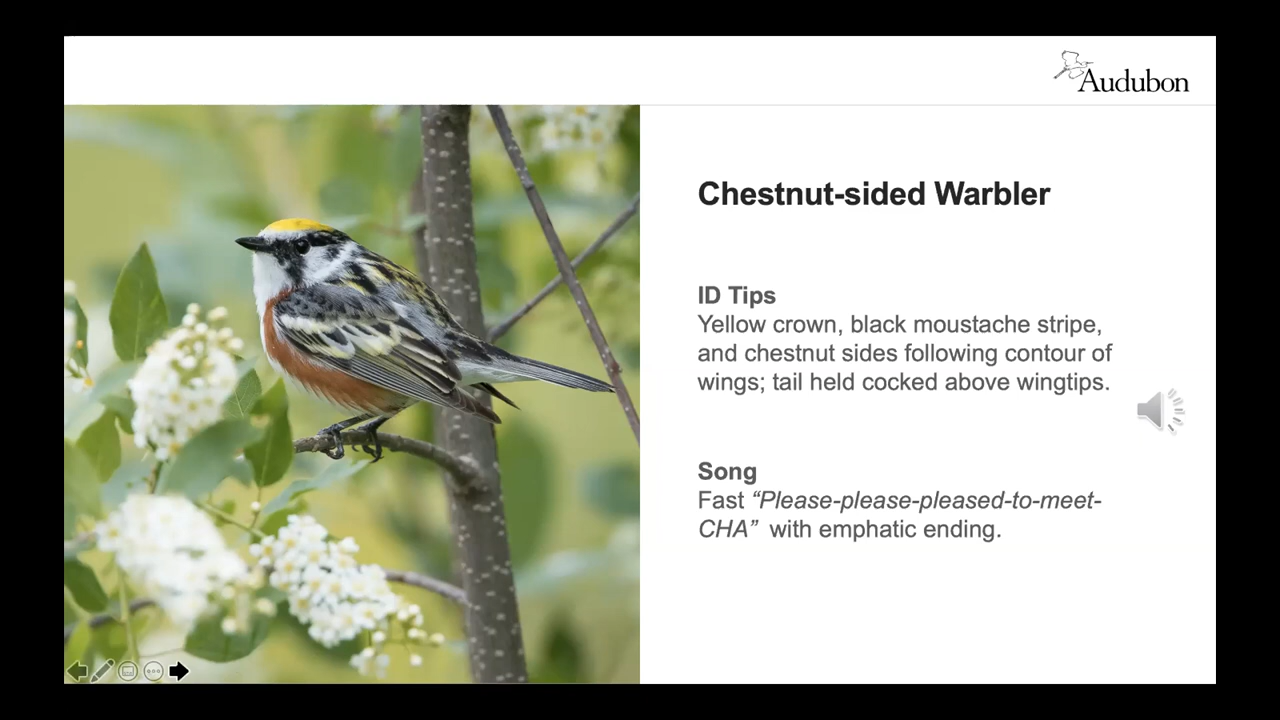 Audubon
Chestnut-sided Warbler
ID Tips
Yellow crown, black moustache stripe,
and chestnut sides following contour of
wings; tail held cocked above wingtips.
Song
Fast “Please-please-pleased-to-meet-
CHA” with emphatic ending.